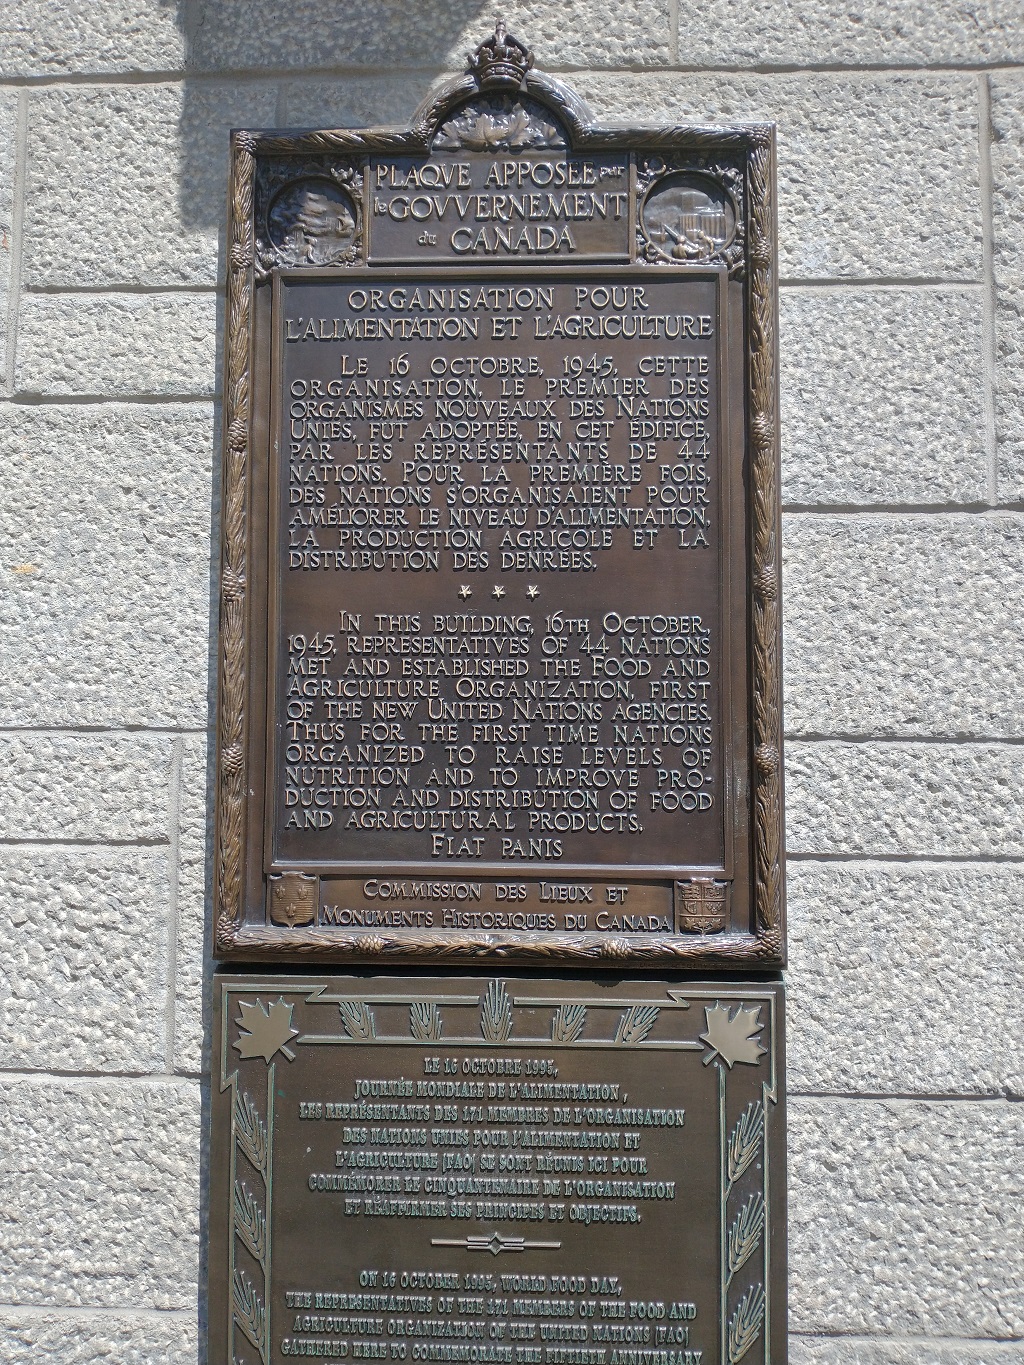 PLAQVE APPOSÉE par
le GOVVERNEMENT
du CANADA
ORGANISATION POUR
L'ALIMENTATION ET L'AGRICULTURE
LE 16 OCTOBRE, 1945, CETTE
ORGANISATION, LE PREMIER DES
ORGANISMES NOUVEAUX DES NATIONS
UNIES, FUT ADOPTÉE, EN CET ÉDIFICE,
PAR LES REPRÉSENTANTS DE 44
NATIONS. POUR LA PREMIÈRE FOIS,
DES NATIONS S'ORGANISAIENT POUR
AMÉLIORER LE NIVEAU D'ALIMENTATION,
LA PRODUCTION AGRICOLE ET LA
DISTRIBUTION DES DENRÉES.
IN THIS BUILDING, 16TH OCTOBER,
1945, REPRESENTATIVES OF 44 NATIONS
MET AND ESTABLISHED THE FOOD AND
AGRICULTURE ORGANIZATION, FIRST
OF THE NEW UNITED NATIONS AGENCIES.
THUS FOR THE FIRST TIME NATIONS
ORGANIZED TO RAISE LEVELS OF
NUTRITION AND TO IMPROVE PRO-
DUCTION AND DISTRIBUTION OF FOOD
AND AGRICULTURAL PRODUCTS.
FIAT PANIS
COMMISSION DES LIEUX ET
MONUMENTS HISTORIQUES DU CANADA
LE 16 OCTOBRE 1995,
JOURNÉE MONDIALE DE L'ALIMENTATION,
LES REPRÉSENTANTS DES 171 MEMBRES DE L'ORGANISATION
DES NATIONS UNIES POUR L'ALIMENTATION ET
L'AGRICULTURE (FAO) SE SONT RÉUNIS ICI POUR
COMMÉMORER LE CINQUANTENAIRE DE L'ORGANISATION
ET RÉAFFIRMER SES PRINCIPES ET OBJECTIFS.
ON 16 OCTOBER 1995, WORLD FOOD DAY,
THE REPRESENTATIVES OF THE 171 MEMBERS OF THE FOOD AND
AGRICULTURE ORGANIZATION OF THE UNITED NATIONS (FAO)
GATHERED HERE TO COMMEMORATE THE FIFTIETH ANNIVERSARY